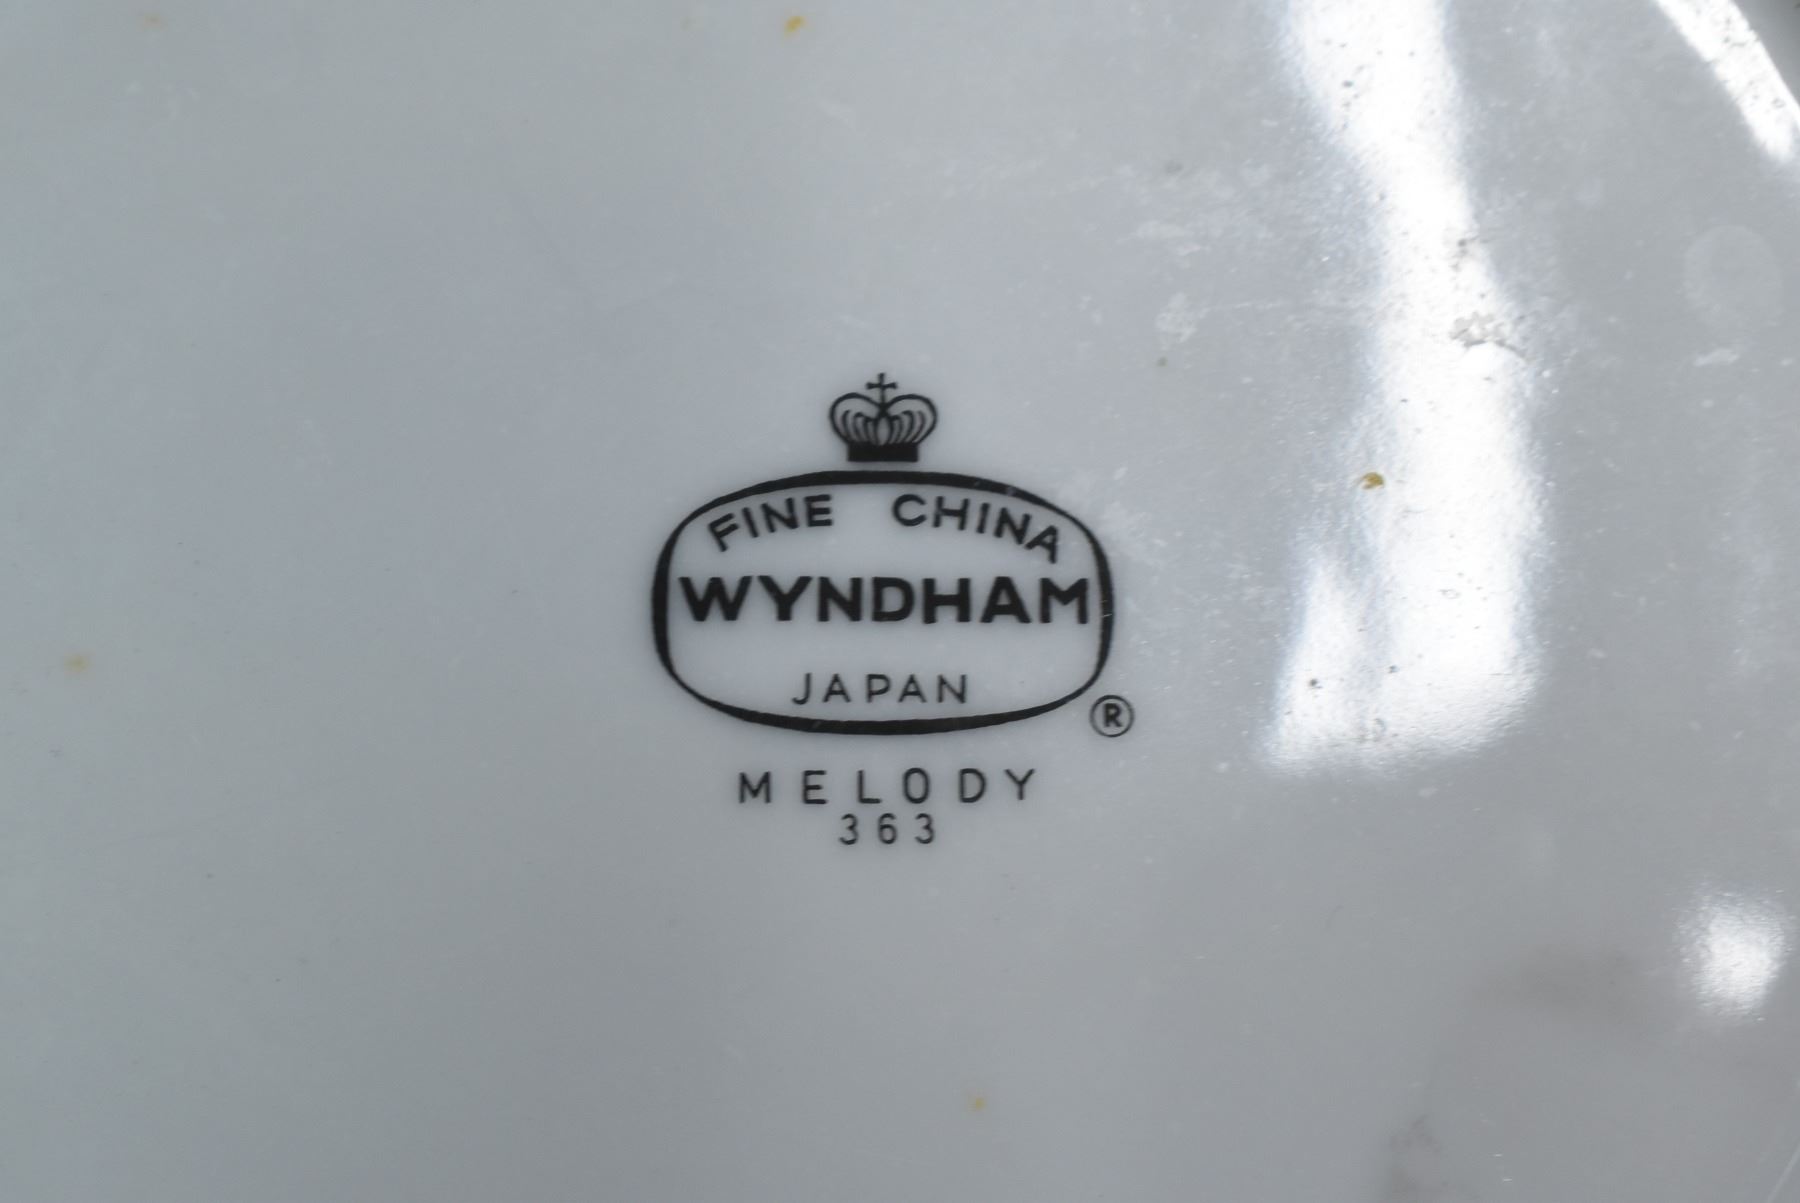 FINE CHINA
WYNDHAM
JAPAN
®
MELODY
363